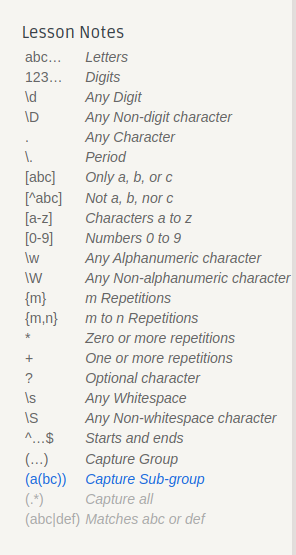 Lesson Notes
abc… Letters
123… Digits
\d Any Digit
\D Any Non-digit character
. Any Character
\. Period
[abc] Only a, b, or c
[^abc] Not a, b, nor c
[a-z] Characters a to z
[0-9] Numbers 0 to 9
\w Any Alphanumeric character
\W Any Non-alphanumeric character
{m} m Repetitions
{m,n} m to n Repetitions
* Zero or more repetitions
+ One or more repetitions
? Optional character
\s Any Whitespace
\S Any Non-whitespace character
^…$ Starts and ends
(…) Capture Group
(a(bc)) Capture Sub-group
(.*) Capture all
(abc|def) Matches abc or def